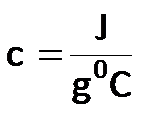 c = J / g⁰C